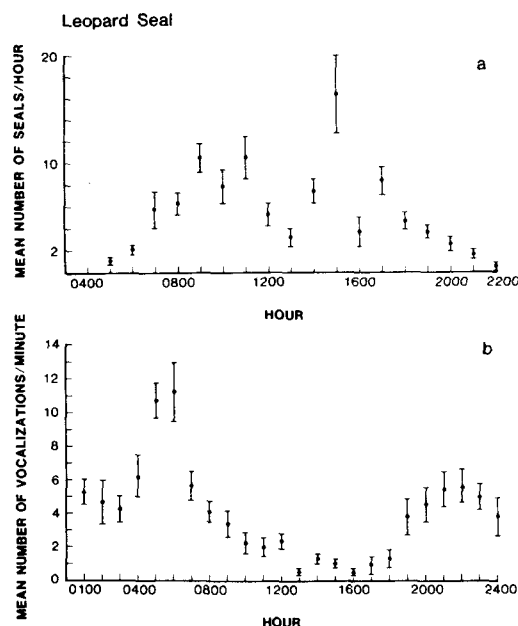 Leopard Seal
a
MEAN NUMBER OF SEALS/HOUR
20
10
2
0400 0800 1200 1600 2000 2200
HOUR
b
MEAN NUMBER OF VOCALIZATIONS/MINUTE
14
12
10
8
6
4
2
0
0100 0400 0800 1200 1600 2000 2400
HOUR